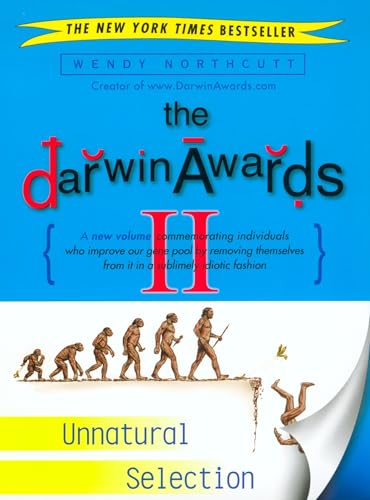 THE NEW YORK TIMES BESTSELLER
WENDY NORTHCUTT
Creator of www.DarwinAwards.com
the
darwinAwards
II
A new volume commemorating individuals
who improve our gene pool by removing themselves
from it in a sublimely idiotic fashion
Unnatural
Selection